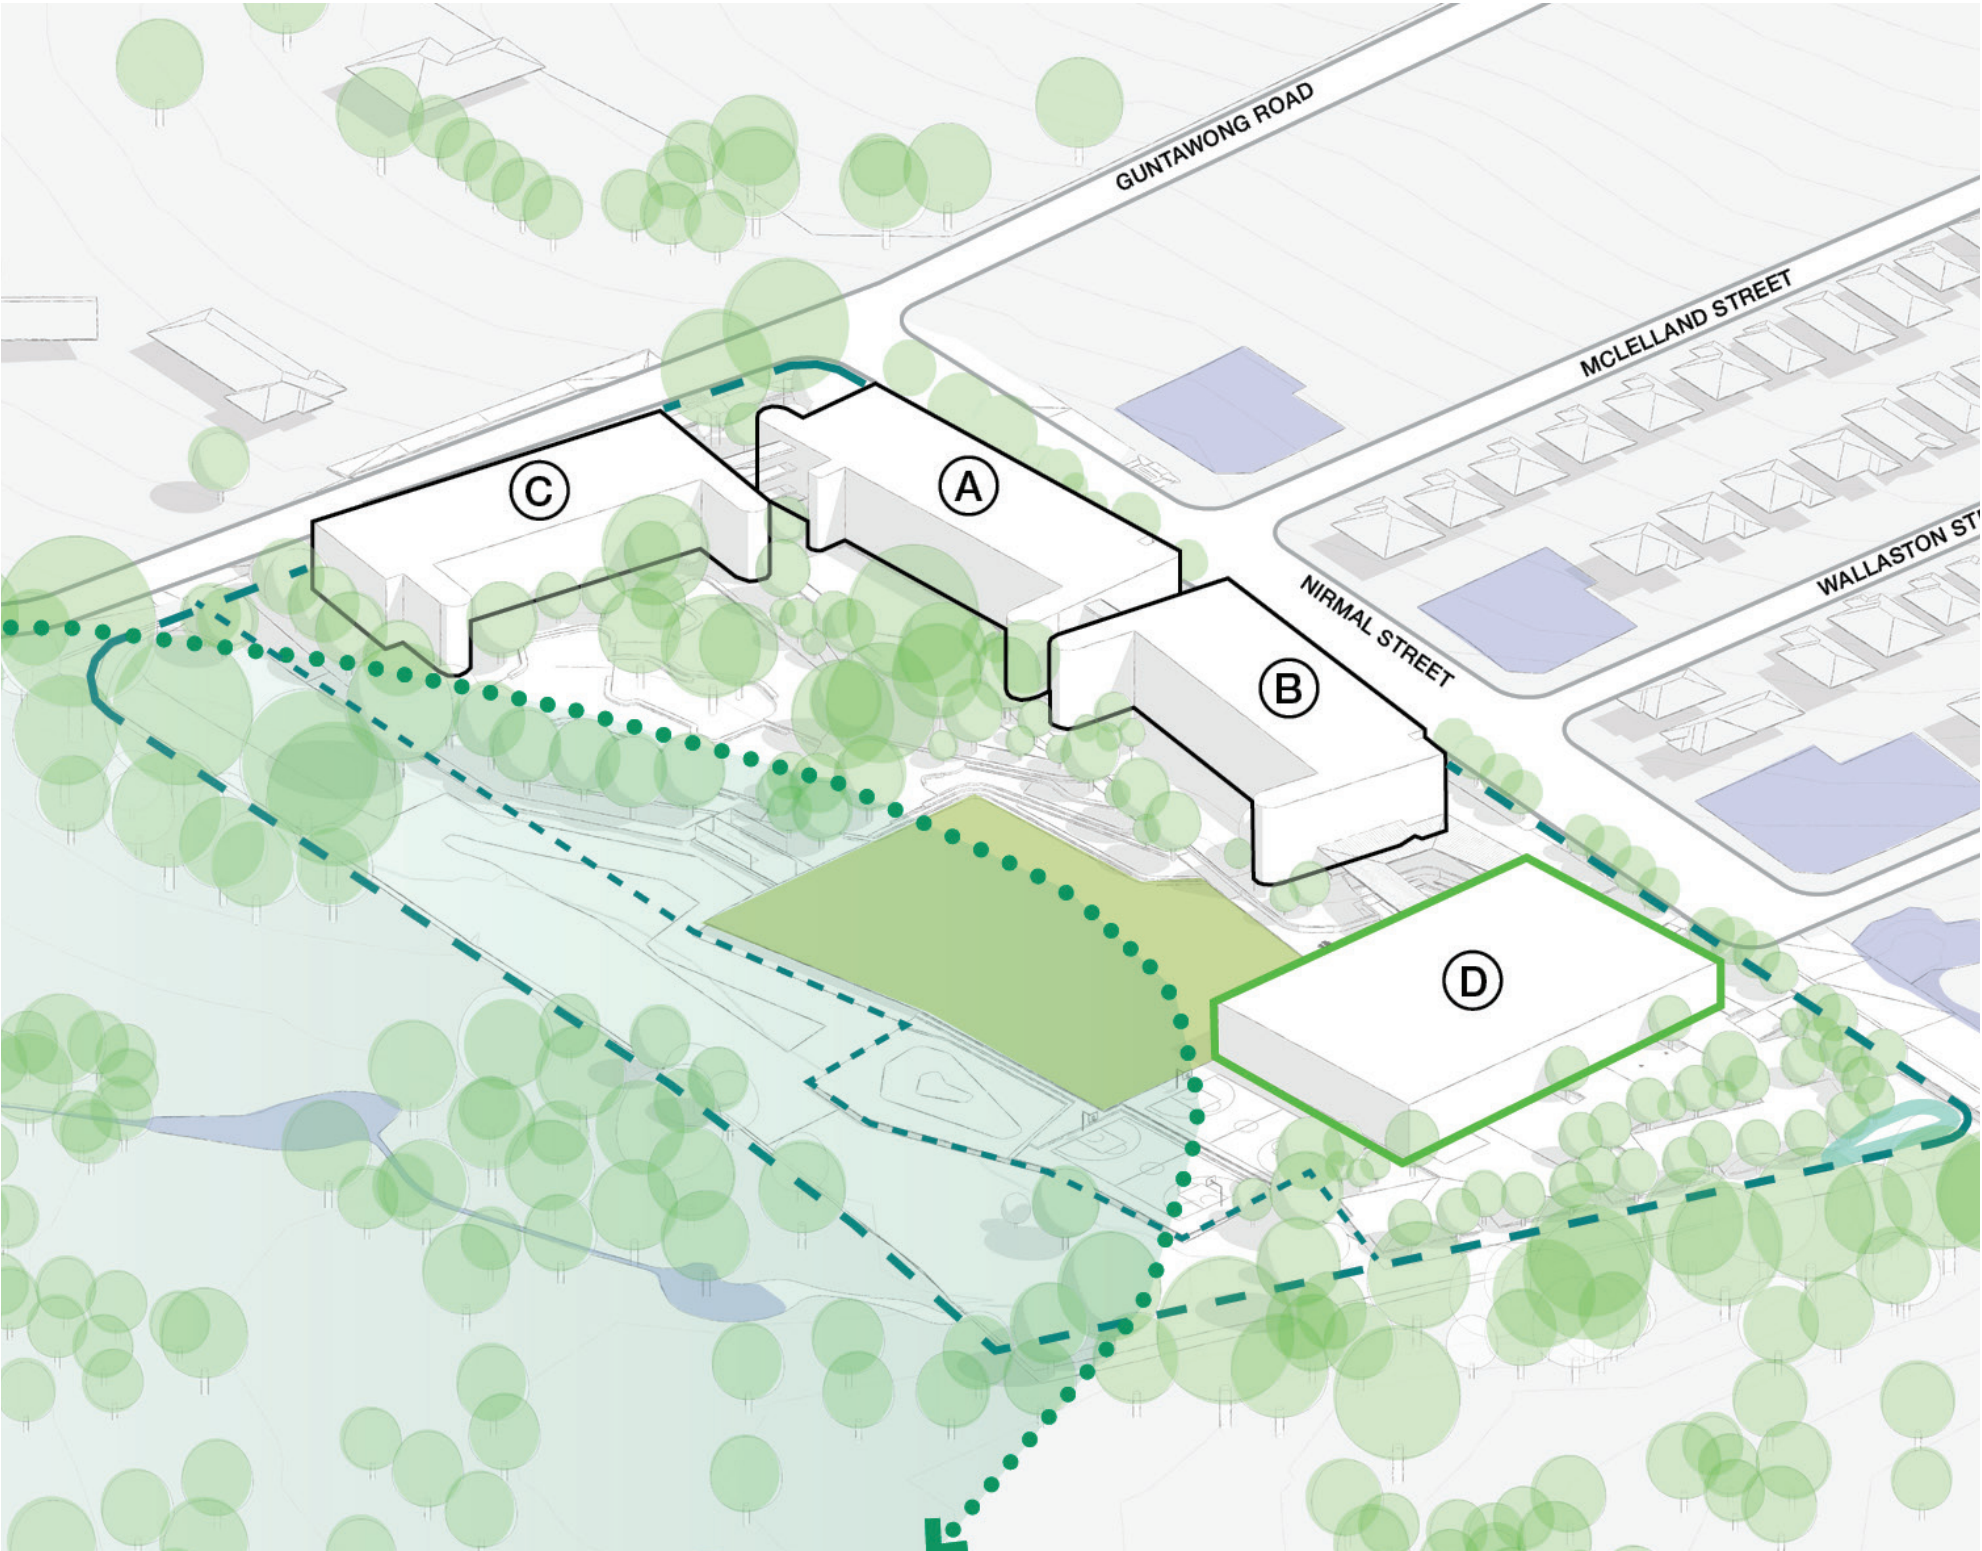 GUNTAWONG ROAD
MCLELLAND STREET
C
A
WALLASTON
NIRMAL STREET
B
D